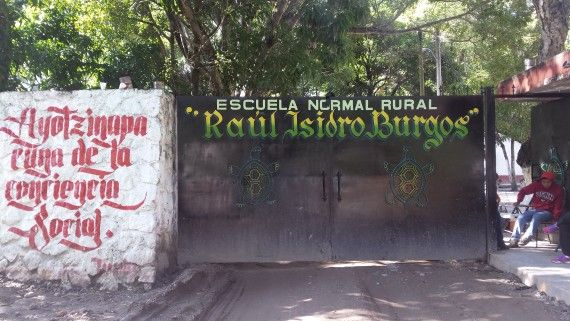 Ayotzinapa
cuna de la
conciencia
Social.
ESCUELA NORMAL RURAL
"Raúl Isidro Burgos"